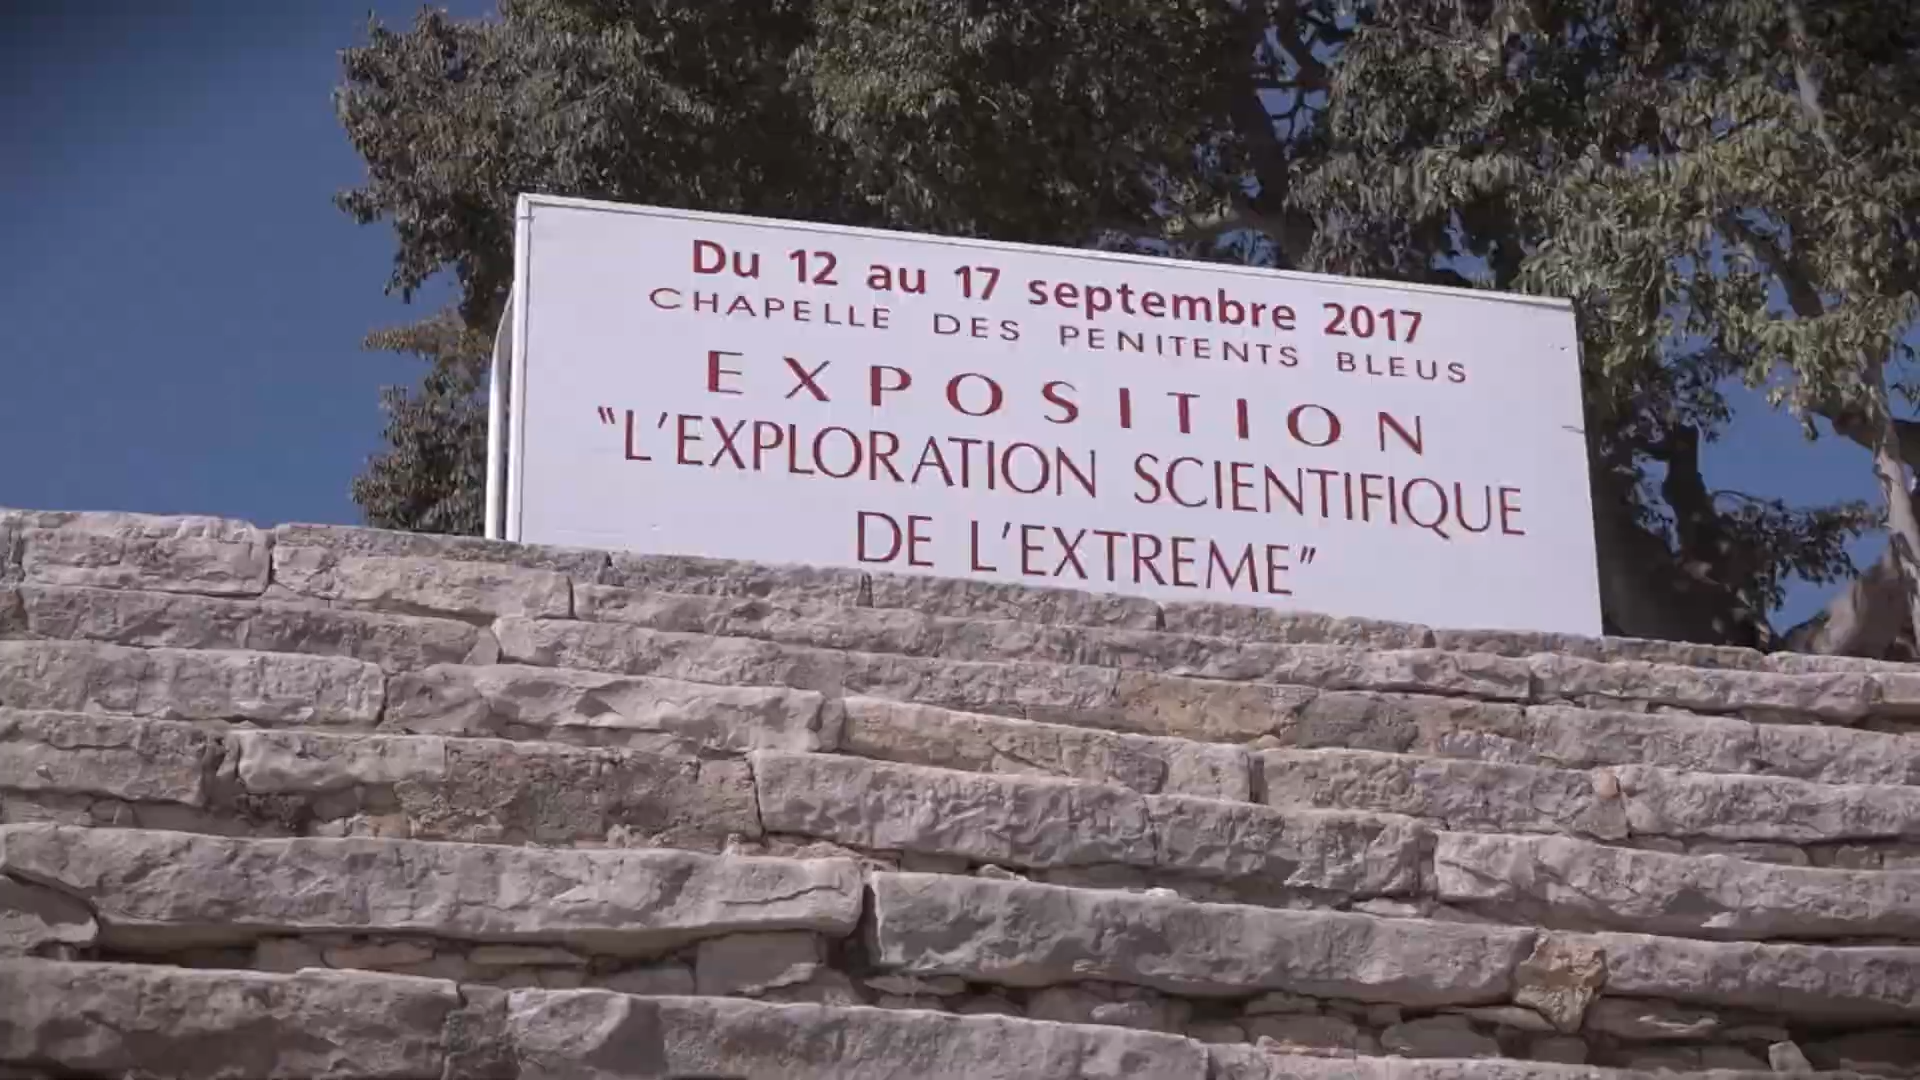 Du 12 au 17 septembre 2017
CHAPELLE DES PENITENTS BLEUS
EXPOSITION
"L'EXPLORATION SCIENTIFIQUE
DE L'EXTREME"